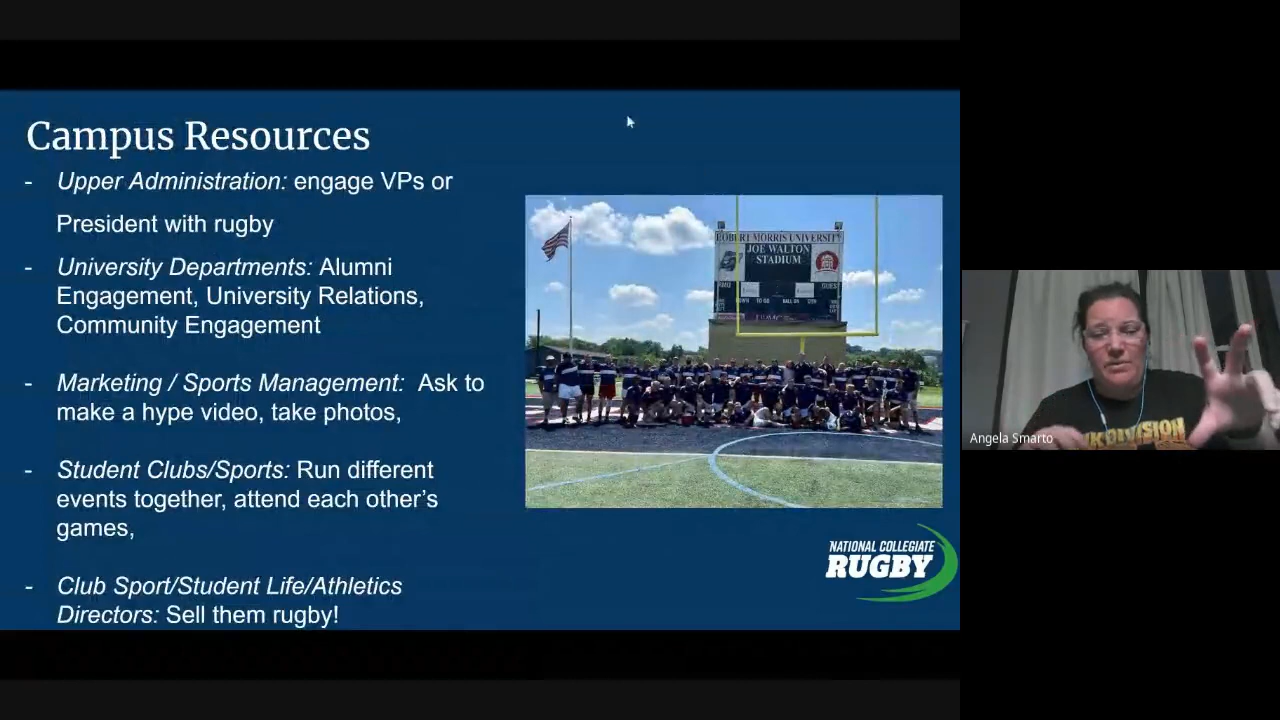 Campus Resources
- Upper Administration: engage VPs or
President with rugby
- University Departments: Alumni
Engagement, University Relations,
Community Engagement
- Marketing / Sports Management: Ask to
make a hype video, take photos,
- Student Clubs/Sports: Run different
events together, attend each other's
games,
- Club Sport/Student Life/Athletics
Directors: Sell them rugby!
OBERT MORRIS UNIVERSITY
JOE WALTON
STADIUM
NATIONAL COLLEGIATE
RUGBY
Angela Smarto